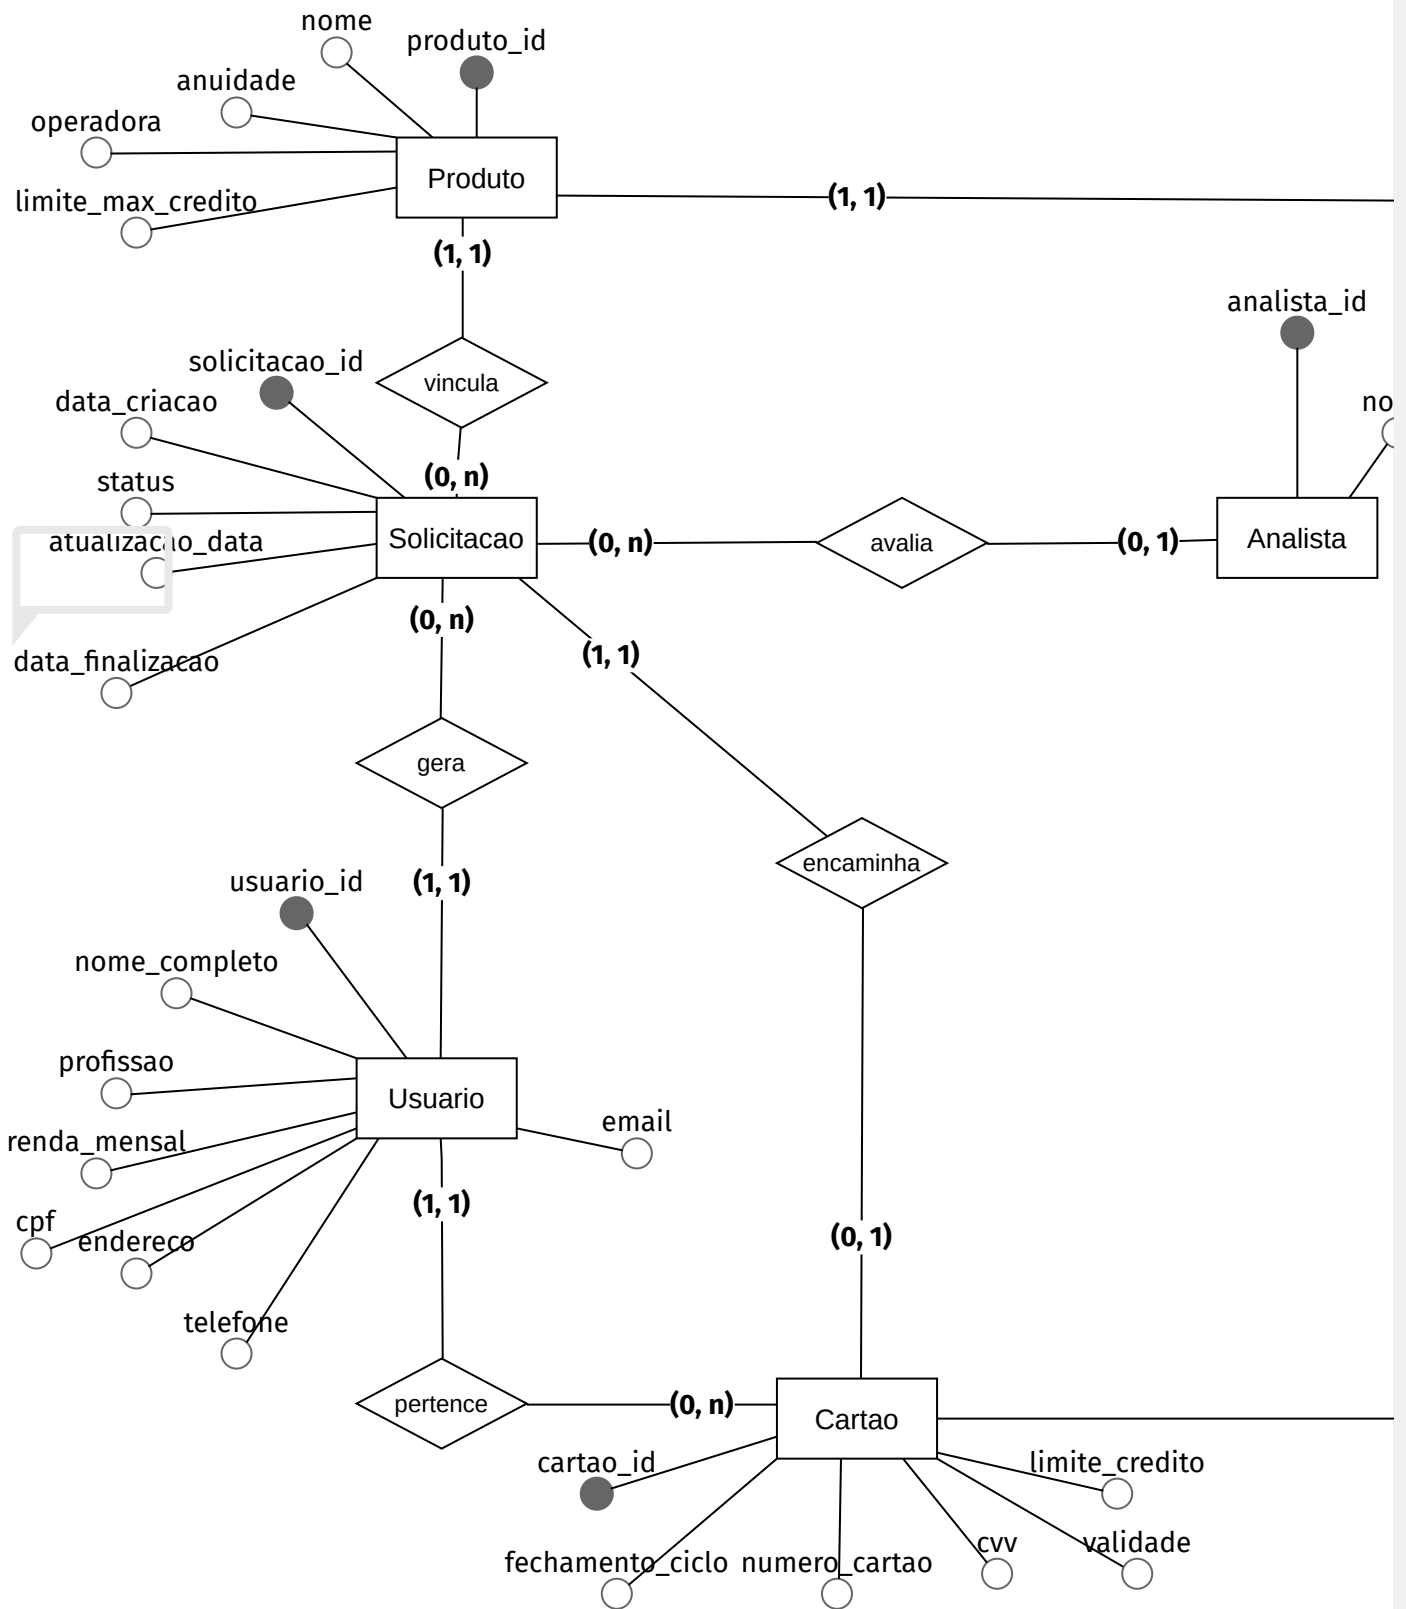 nome
produto_id
anuidade
operadora
Produto
limite_max_credito
(1, 1)
(1, 1)
analista_id
solicitacao_id
vincula
data_criacao
no
(0, n)
status
Solicitacao
(0, n)
avalia
(0, 1)
Analista
atualizacao_data
(0, n)
(1, 1)
data_finalizacao
gera
encaminha
usuario_id
(1, 1)
nome_completo
profissao
Usuario
email
renda_mensal
(1, 1)
cpf
endereco
(0, 1)
telefone
pertence
(0, n)
Cartao
cartao_id
limite_credito
fechamento_ciclo
numero_cartao
cvv
validade